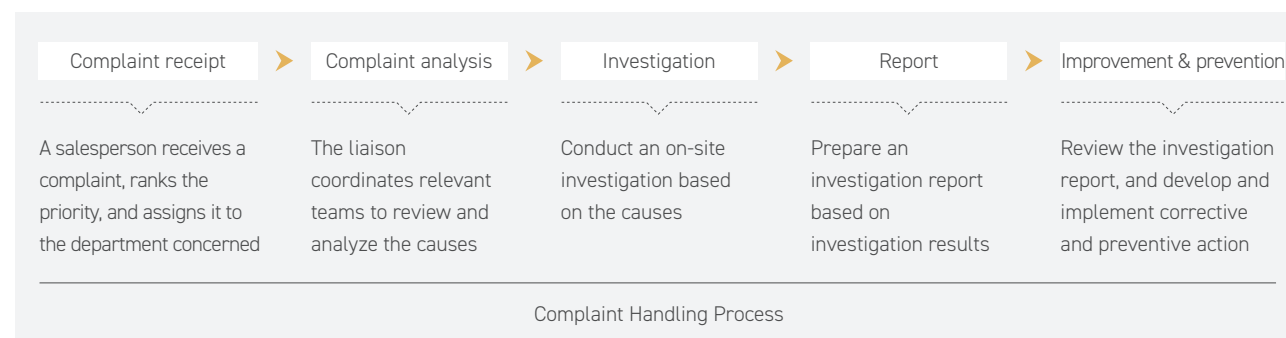 Complaint receipt
Complaint analysis
Investigation
Report
Improvement & prevention
A salesperson receives a
complaint, ranks the
priority, and assigns it to
the department concerned
The liaison
coordinates relevant
teams to review and
analyze the causes
Conduct an on-site
investigation based
on the causes
Prepare an
investigation report
based on
investigation results
Review the investigation
report, and develop and
implement corrective
and preventive action
Complaint Handling Process